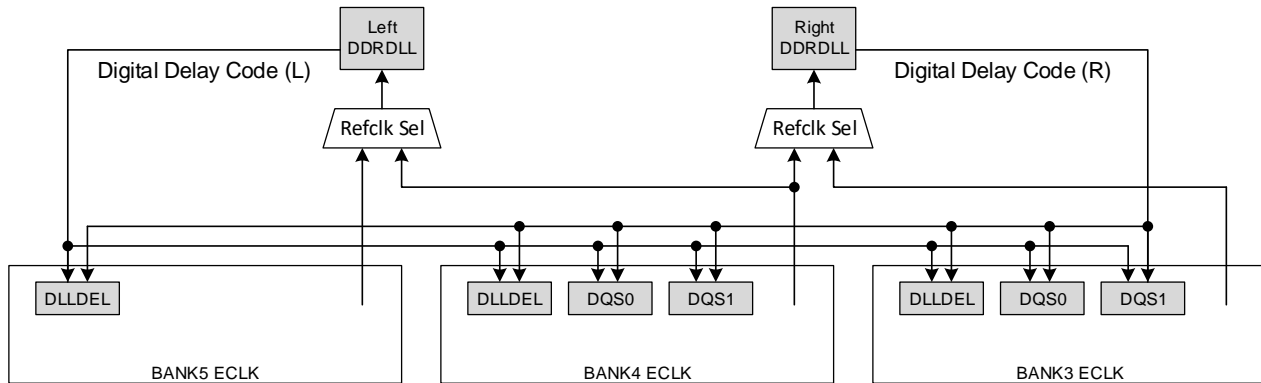 Left
DDRDLL
Right
DDRDLL
Digital Delay Code (L)
Digital Delay Code (R)
Refclk Sel
Refclk Sel
DLLDEL
DLLDEL
DQS0
DQS1
DLLDEL
DQS0
DQS1
BANK5 ECLK
BANK4 ECLK
BANK3 ECLK